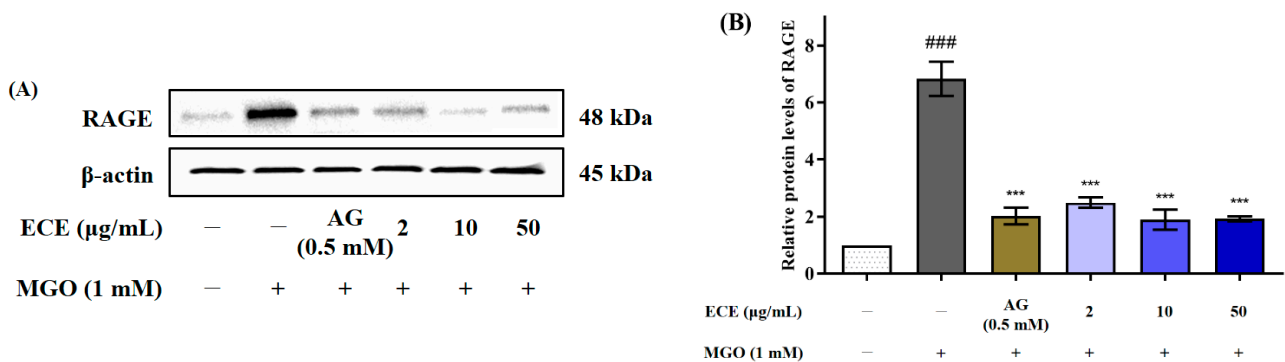 (A)
RAGE 48 kDa
β-actin 45 kDa
ECE (μg/mL) — — AG (0.5 mM) 2 10 50
MGO (1 mM) — + + + + +
(B)
Relative protein levels of RAGE
8
6
4
2
0
###
*** *** *** ***
ECE (μg/mL) — — AG (0.5 mM) 2 10 50
MGO (1 mM) — + + + + +